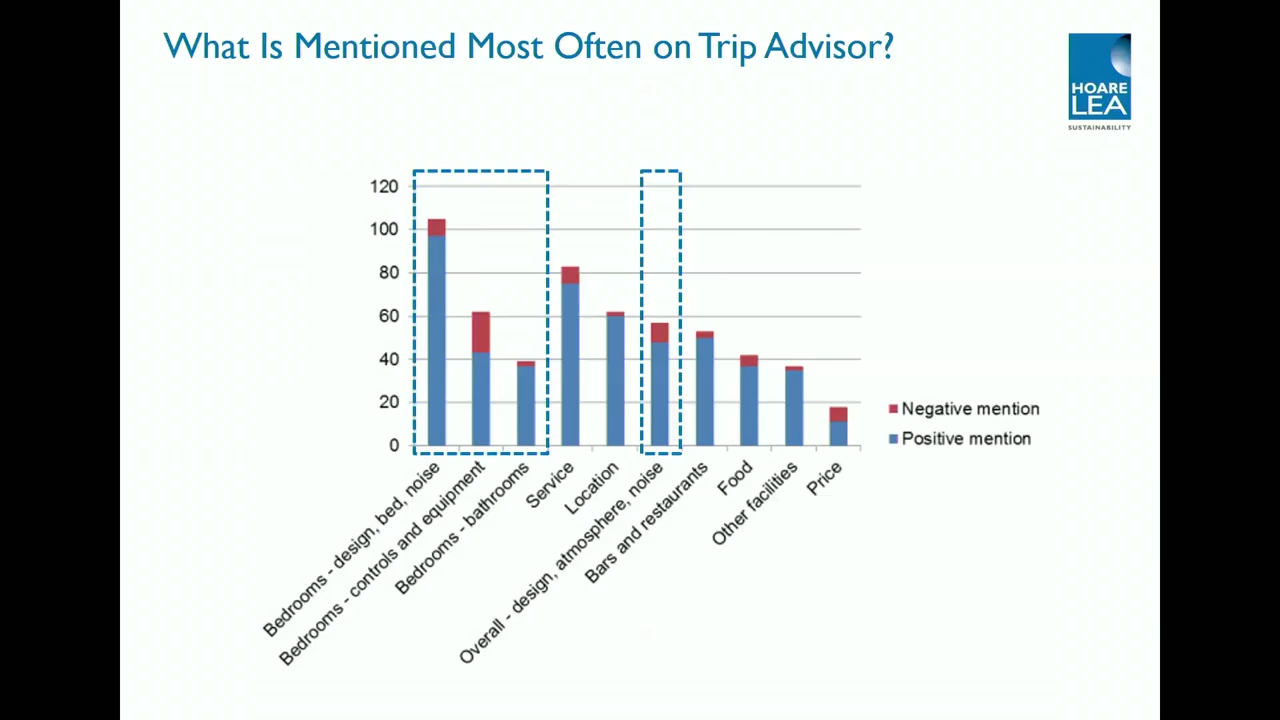 What Is Mentioned Most Often on Trip Advisor?
HOARE
LEA
SUSTAINABILITY
120
100
80
60
40
20
0
Bedrooms - design, bed, noise
Bedrooms - controls and equipment
Bedrooms - bathrooms
Service
Location
Overall - design, atmosphere, noise
Bars and restaurants
Food
Other facilities
Price
Negative mention
Positive mention